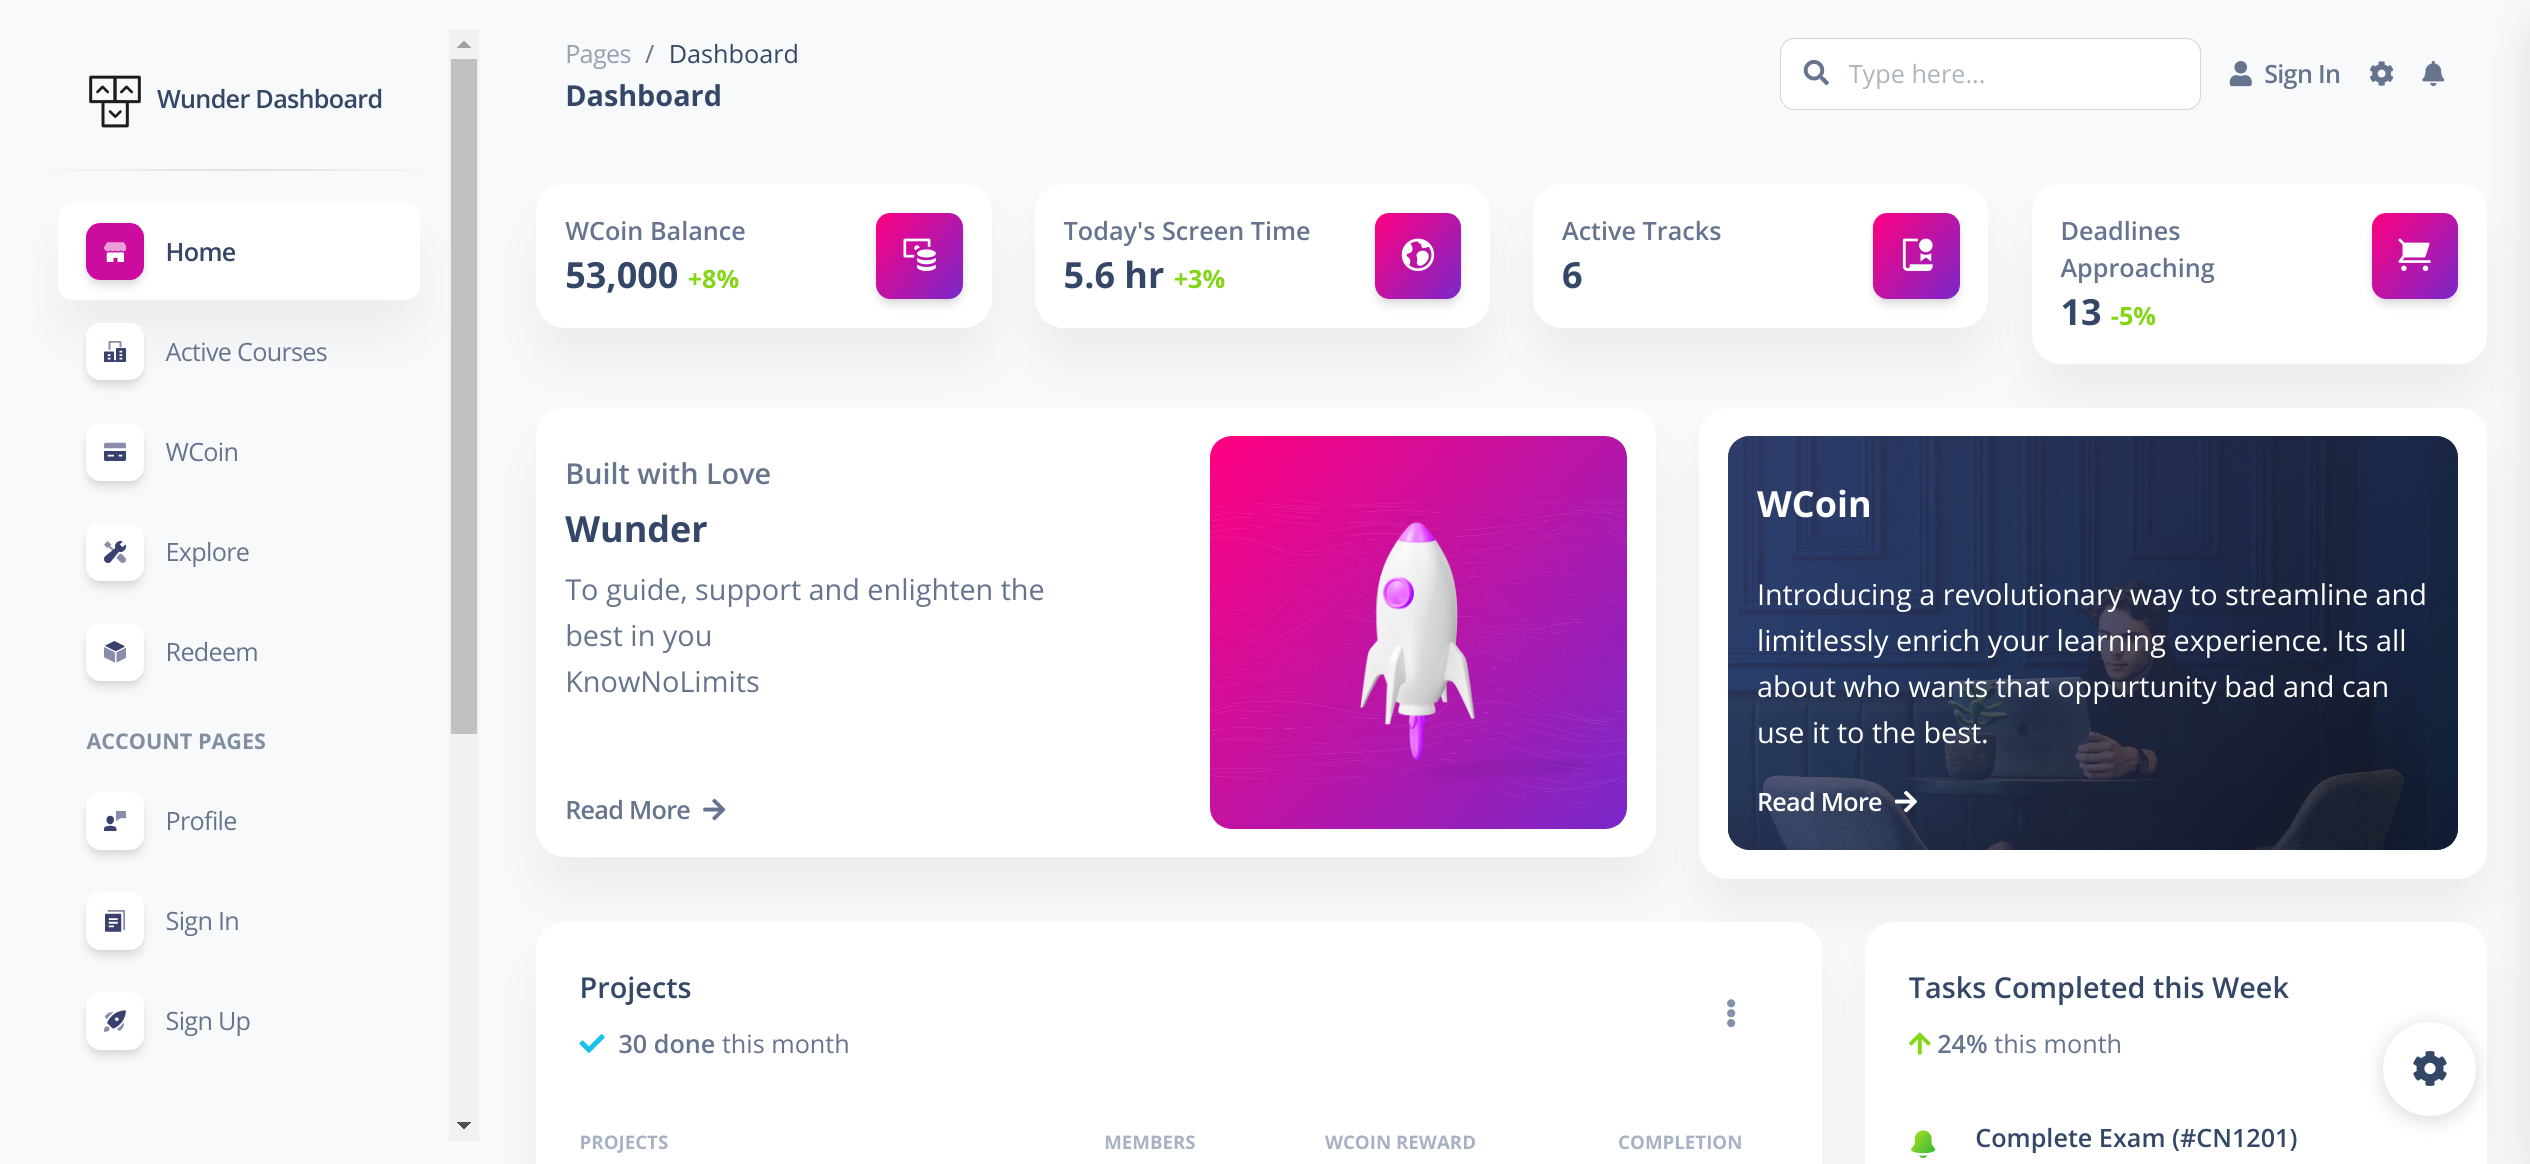 Wunder Dashboard
Home
Active Courses
WCoin
Explore
Redeem
ACCOUNT PAGES
Profile
Sign In
Sign Up
Pages / Dashboard
Dashboard
Type here...
Sign In
WCoin Balance
53,000 +8%
Today's Screen Time
5.6 hr +3%
Active Tracks
6
Deadlines
Approaching
13 -5%
Built with Love
Wunder
To guide, support and enlighten the
best in you
KnowNoLimits
Read More
WCoin
Introducing a revolutionary way to streamline and
limitlessly enrich your learning experience. Its all
about who wants that oppurtunity bad and can
use it to the best.
Read More
Projects
30 done this month
PROJECTS MEMBERS WCOIN REWARD COMPLETION
Tasks Completed this Week
24% this month
Complete Exam (#CN1201)